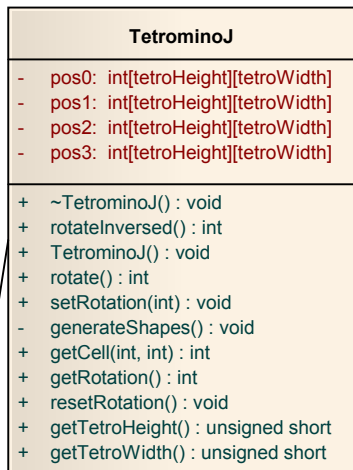 TetrominoJ
- pos0: int[tetroHeight][tetroWidth]
- pos1: int[tetroHeight][tetroWidth]
- pos2: int[tetroHeight][tetroWidth]
- pos3: int[tetroHeight][tetroWidth]
+ ~TetrominoJ() : void
+ rotateInversed() : int
+ TetrominoJ() : void
+ rotate() : int
+ setRotation(int) : void
- generateShapes() : void
+ getCell(int, int) : int
+ getRotation() : int
+ resetRotation() : void
+ getTetroHeight() : unsigned short
+ getTetroWidth() : unsigned short